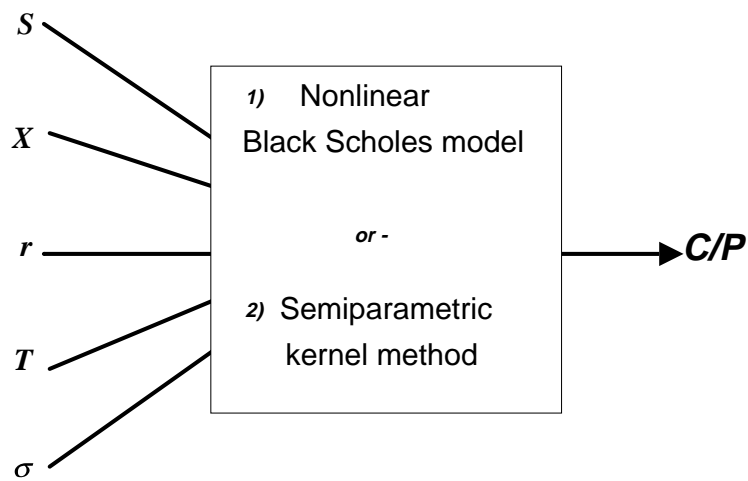 S
X
r
T
σ
1) Nonlinear
Black Scholes model
or -
2) Semiparametric
kernel method
C/P